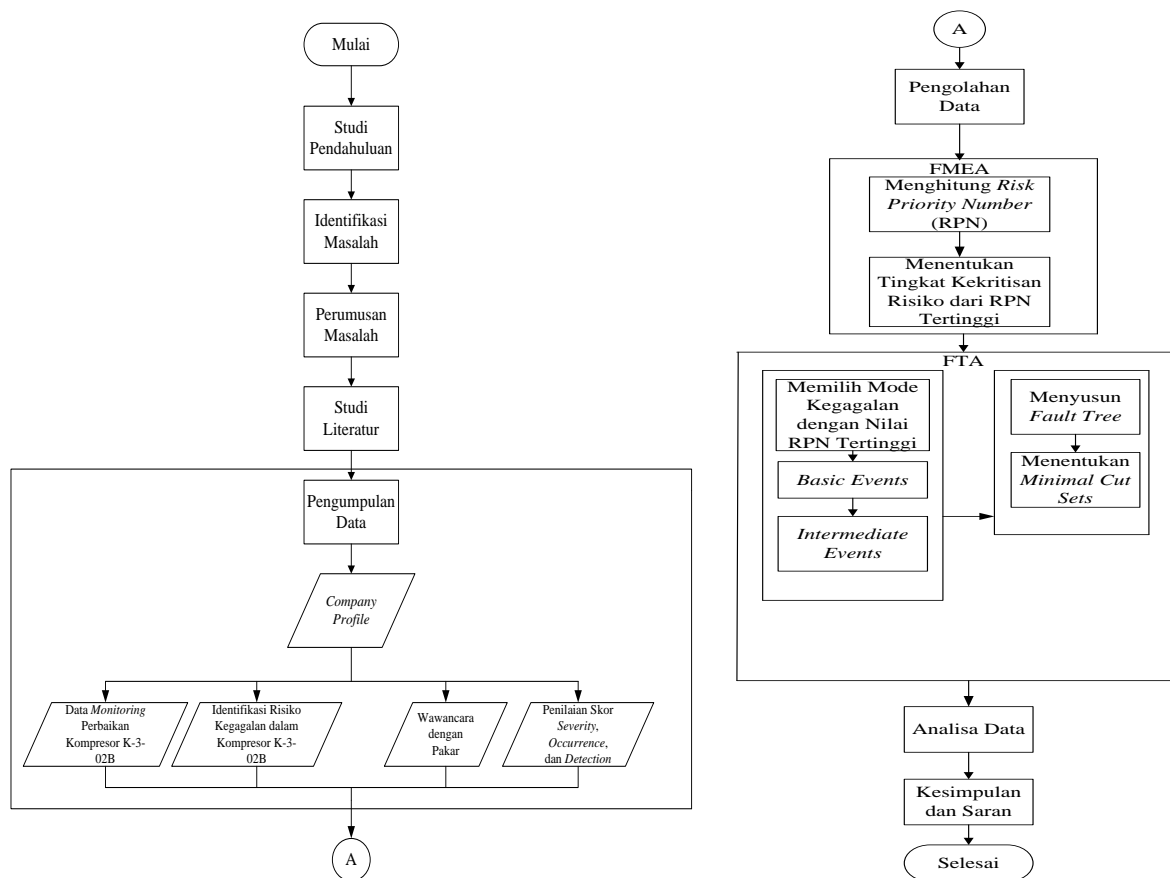 Mulai
Studi
Pendahuluan
Identifikasi
Masalah
Perumusan
Masalah
Studi
Literatur
Pengumpulan
Data
Company
Profile
Data Monitoring
Perbaikan
Kompresor K-3-
02B
Identifikasi Risiko
Kegagalan dalam
Kompresor K-3-
02B
Wawancara
dengan
Pakar
Penilaian Skor
Severity,
Occurrence,
dan Detection
A
A
Pengolahan
Data
FMEA
Menghitung Risk
Priority Number
(RPN)
Menentukan
Tingkat Kekritisan
Risiko dari RPN
Tertinggi
FTA
Memilih Mode
Kegagalan
dengan Nilai
RPN Tertinggi
Basic Events
Intermediate
Events
Menyusun
Fault Tree
Menentukan
Minimal Cut
Sets
Analisa Data
Kesimpulan
dan Saran
Selesai